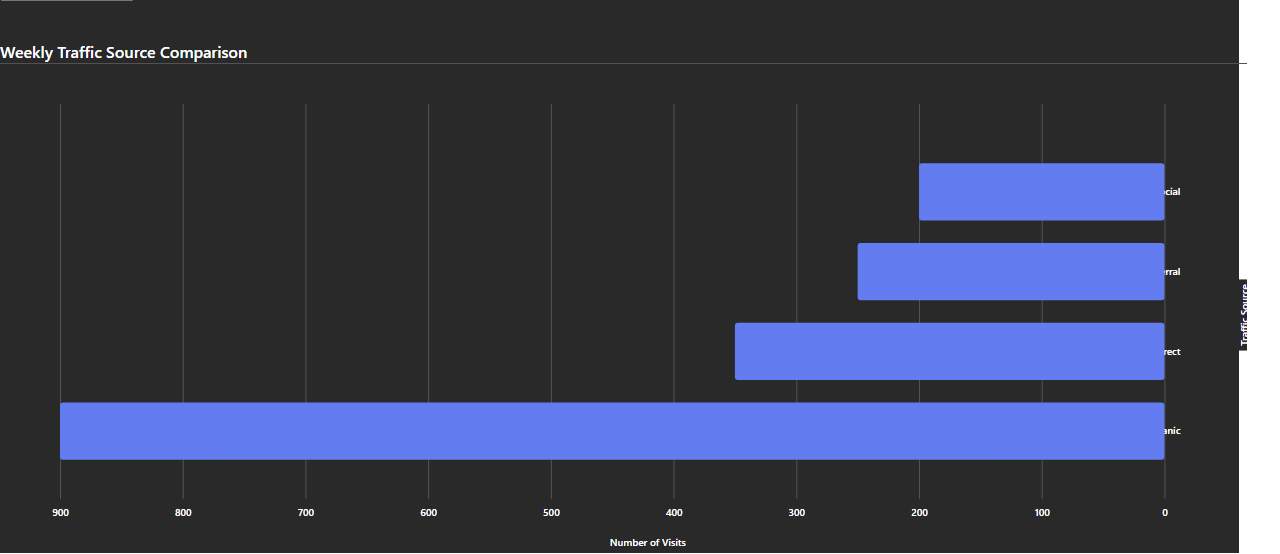 Weekly Traffic Source Comparison
cial
erral
Traffic Source
rect
anic
900 800 700 600 500 400 300 200 100 0
Number of Visits